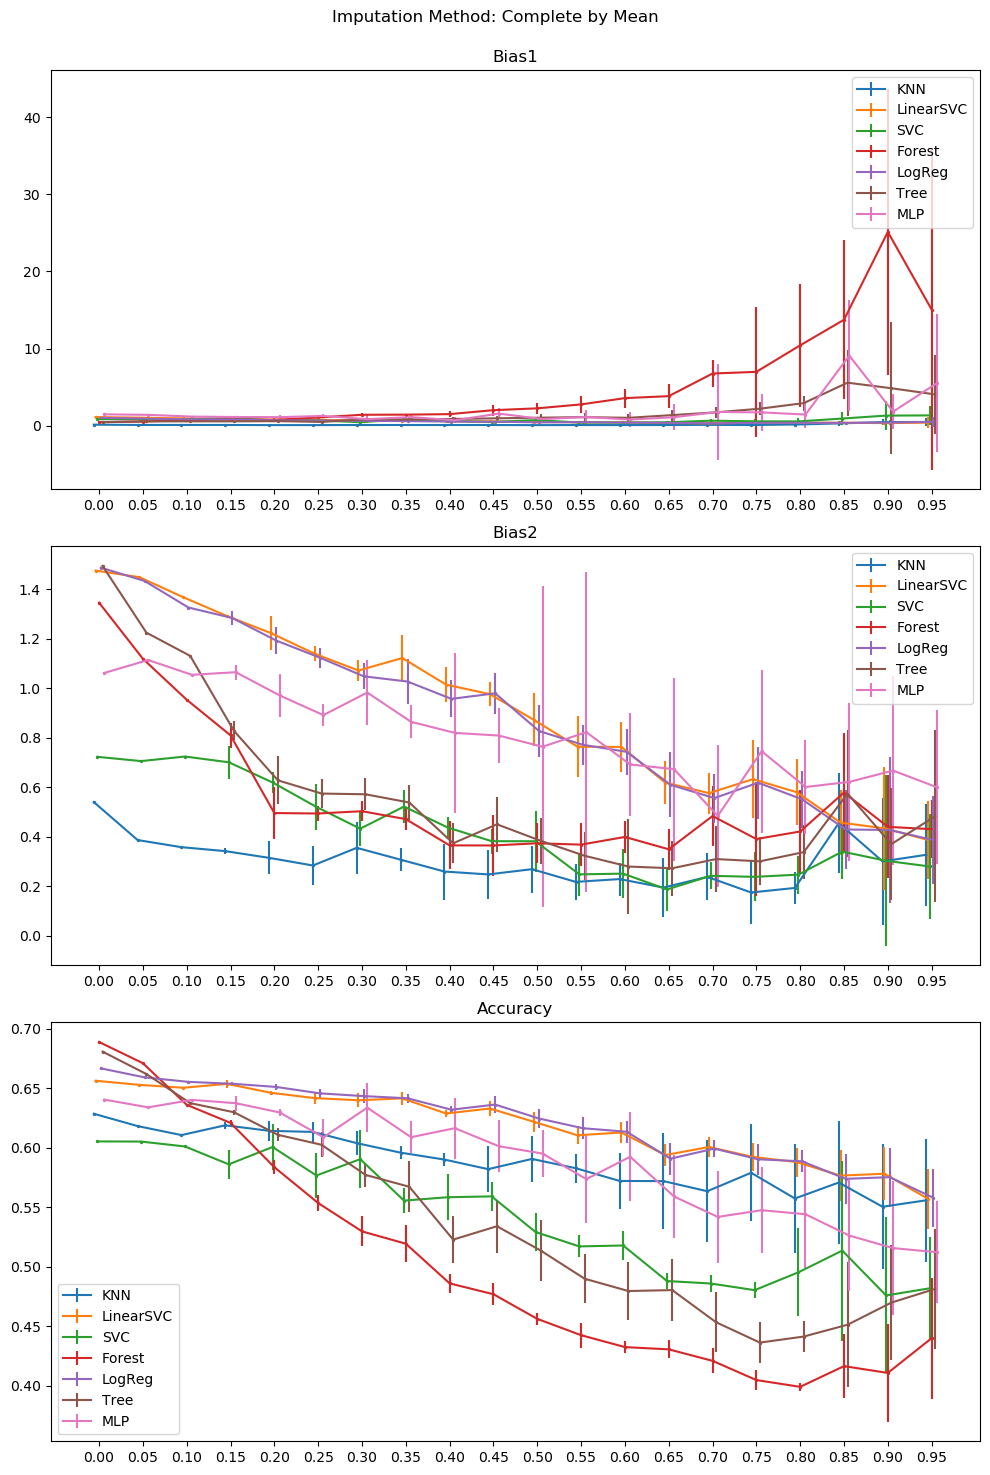 Imputation Method: Complete by Mean
Bias1
40
30
20
10
0
KNN
LinearSVC
SVC
Forest
LogReg
Tree
MLP
0.00 0.05 0.10 0.15 0.20 0.25 0.30 0.35 0.40 0.45 0.50 0.55 0.60 0.65 0.70 0.75 0.80 0.85 0.90 0.95
Bias2
1.4
1.2
1.0
0.8
0.6
0.4
0.2
0.0
KNN
LinearSVC
SVC
Forest
LogReg
Tree
MLP
0.00 0.05 0.10 0.15 0.20 0.25 0.30 0.35 0.40 0.45 0.50 0.55 0.60 0.65 0.70 0.75 0.80 0.85 0.90 0.95
Accuracy
0.70
0.65
0.60
0.55
0.50
0.45
0.40
KNN
LinearSVC
SVC
Forest
LogReg
Tree
MLP
0.00 0.05 0.10 0.15 0.20 0.25 0.30 0.35 0.40 0.45 0.50 0.55 0.60 0.65 0.70 0.75 0.80 0.85 0.90 0.95